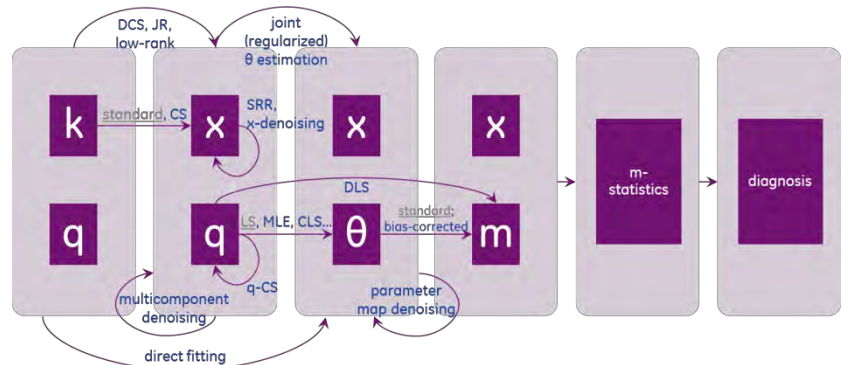 DCS, JR,
low-rank
joint
(regularized)
θ estimation
k
standard, CS
x
SRR,
x-denoising
x
x
m-
statistics
diagnosis
DLS
q
q
LS, MLE, CLS...
θ
standard;
bias-corrected
m
q-CS
multicomponent
denoising
parameter
map denoising
direct fitting